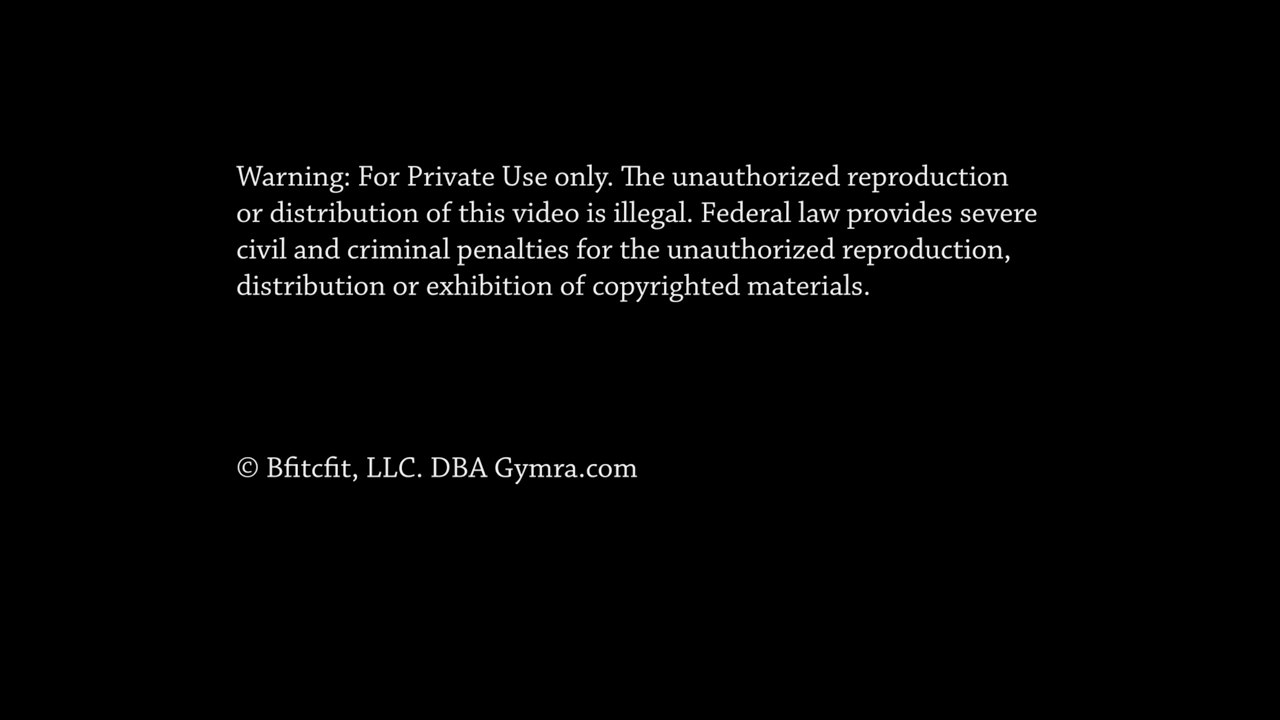 Warning: For Private Use only. The unauthorized reproduction
or distribution of this video is illegal. Federal law provides severe
civil and criminal penalties for the unauthorized reproduction,
distribution or exhibition of copyrighted materials.
© Bfitcfit, LLC. DBA Gymra.com